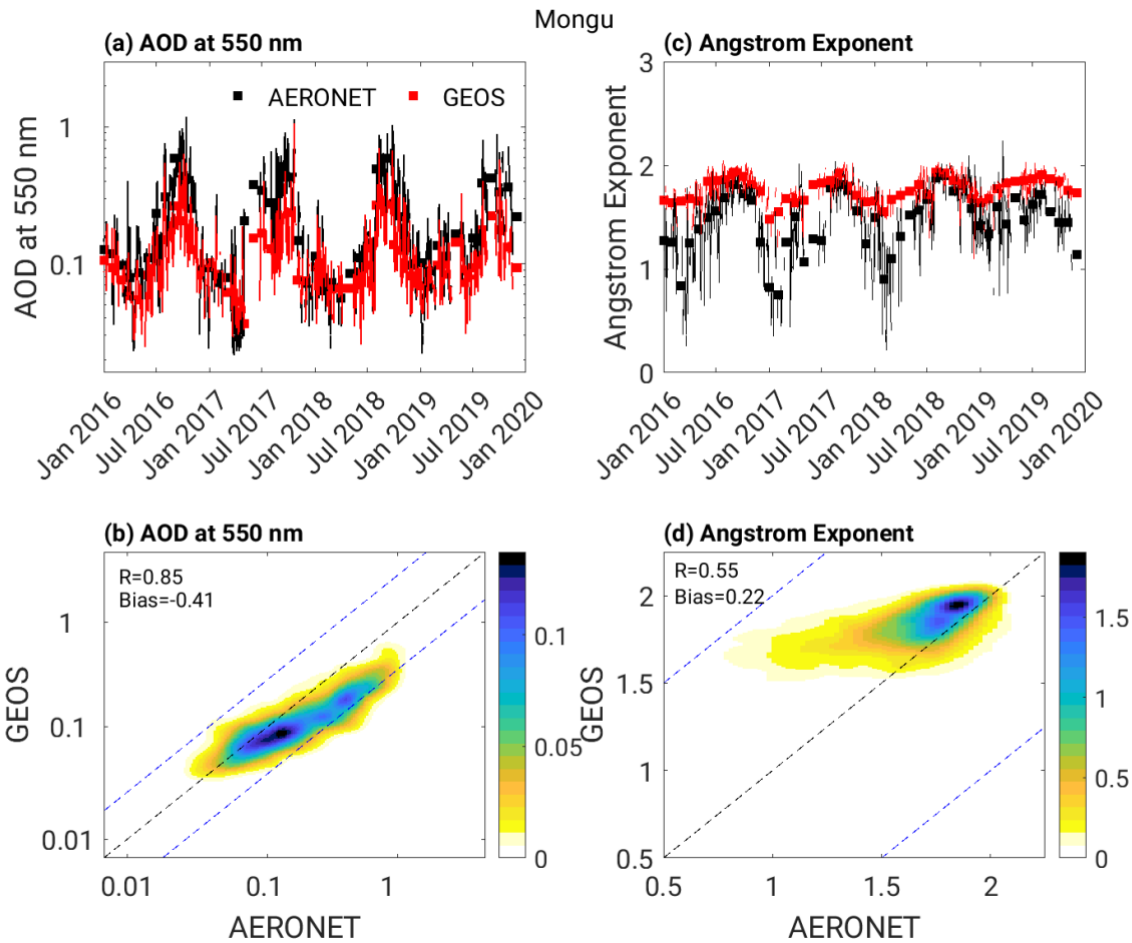 Mongu
(a) AOD at 550 nm
AERONET GEOS
AOD at 550 nm
1
0.1
Jan 2016
Jul 2016
Jan 2017
Jul 2017
Jan 2018
Jul 2018
Jan 2019
Jul 2019
Jan 2020
(c) Angstrom Exponent
Angstrom Exponent
3
2
1
0
Jan 2016
Jul 2016
Jan 2017
Jul 2017
Jan 2018
Jul 2018
Jan 2019
Jul 2019
Jan 2020
(b) AOD at 550 nm
R=0.85
Bias=-0.41
GEOS
1
0.1
0.01
0.01 0.1 1
AERONET
0.1
0.05
0
(d) Angstrom Exponent
R=0.55
Bias=0.22
GEOS
2
1.5
1
0.5
0.5 1 1.5 2
AERONET
1.5
1
0.5
0